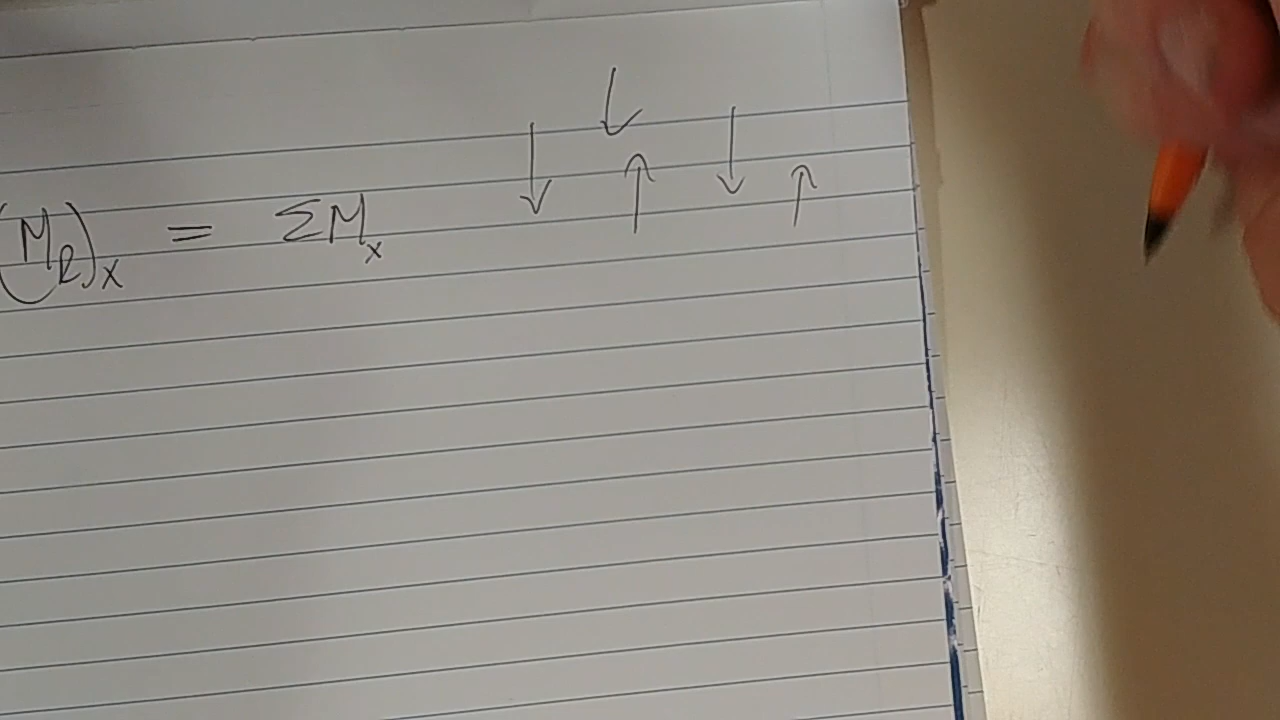 (M_R)_x = ΣM_x